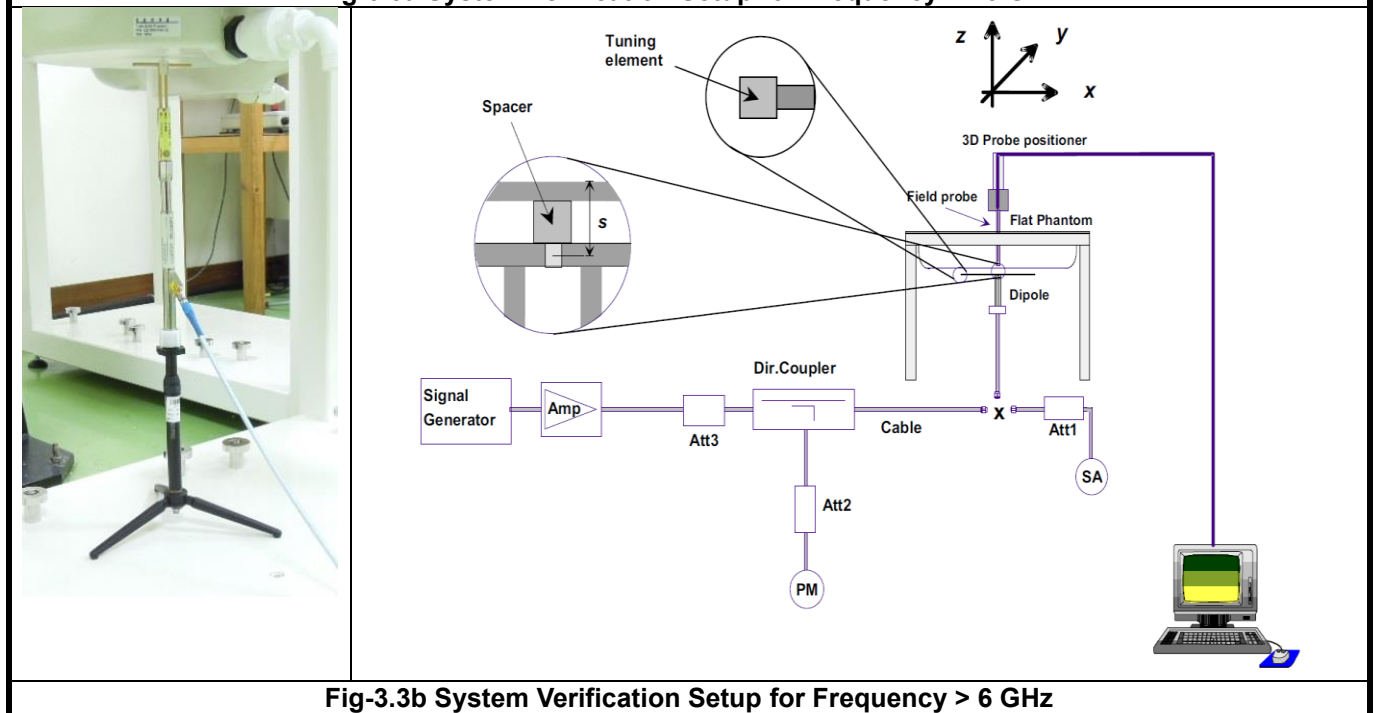 Tuning
element
z
y
x
Spacer
s
3D Probe positioner
Field probe
Flat Phantom
Dipole
Dir.Coupler
Signal
Generator
Amp
Att3
Cable
x
Att1
SA
Att2
PM
Fig-3.3b System Verification Setup for Frequency > 6 GHz